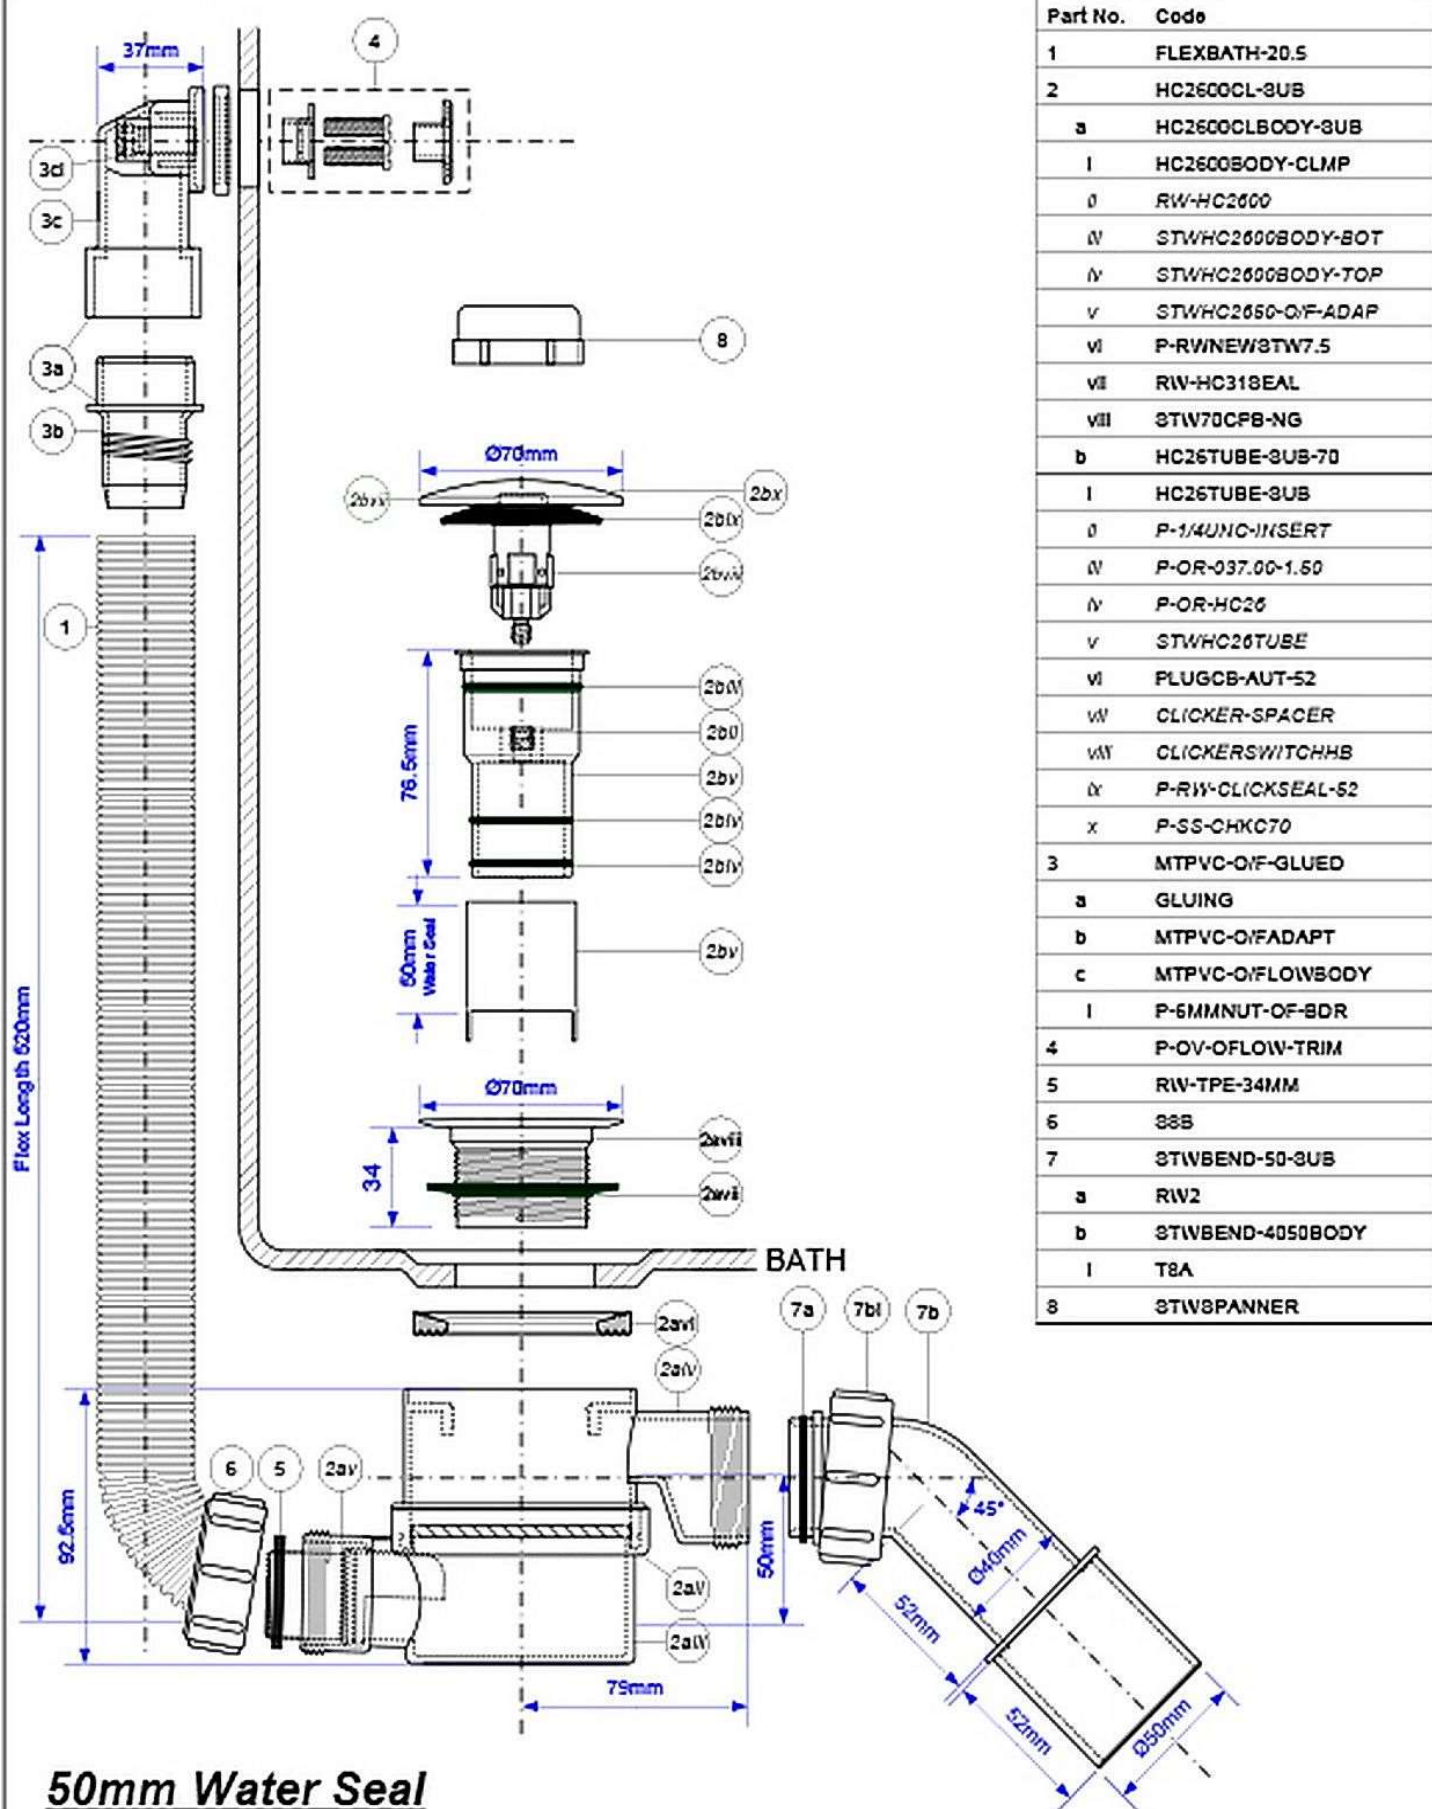 37mm
4
3d
3c
3a
3b
8
Ø70mm
2bvii
2bx
2bix
2bviii
1
76.5mm
2biii
2bii
2bv
2biv
2biv
50mm
Water Seal
2bv
Flex Length 620mm
Ø70mm
34
2aviii
2avii
BATH
2avi
2aiv
7a
7bi
7b
6
5
2av
92.5mm
50mm
45°
Ø40mm
2aii
2aiii
52mm
79mm
52mm
Ø50mm
50mm Water Seal
Part No. Code
1 FLEXBATH-20.5
2 HC2600CL-SUB
a HC2600CLBODY-SUB
i HC2600BODY-CLMP
ii RW-HC2600
iii STWHC2600BODY-BOT
iv STWHC2600BODY-TOP
v STWHC2650-O/F-ADAP
vi P-RWNEWSTW7.5
vii RW-HC31SEAL
viii STW70CPB-NG
b HC26TUBE-SUB-70
i HC26TUBE-SUB
ii P-1/4UNC-INSERT
iii P-OR-037.00-1.50
iv P-OR-HC26
v STWHC26TUBE
vi PLUGCB-AUT-52
vii CLICKER-SPACER
viii CLICKERSWITCHHB
ix P-RW-CLICKSEAL-52
x P-SS-CHKC70
3 MTPVC-O/F-GLUED
a GLUING
b MTPVC-O/FADAPT
c MTPVC-O/FLOWBODY
i P-6MMNUT-OF-BDR
4 P-OV-OFLOW-TRIM
5 RW-TPE-34MM
6 S8B
7 STWBEND-50-SUB
a RW2
b STWBEND-4050BODY
i T8A
8 STWSPANNER